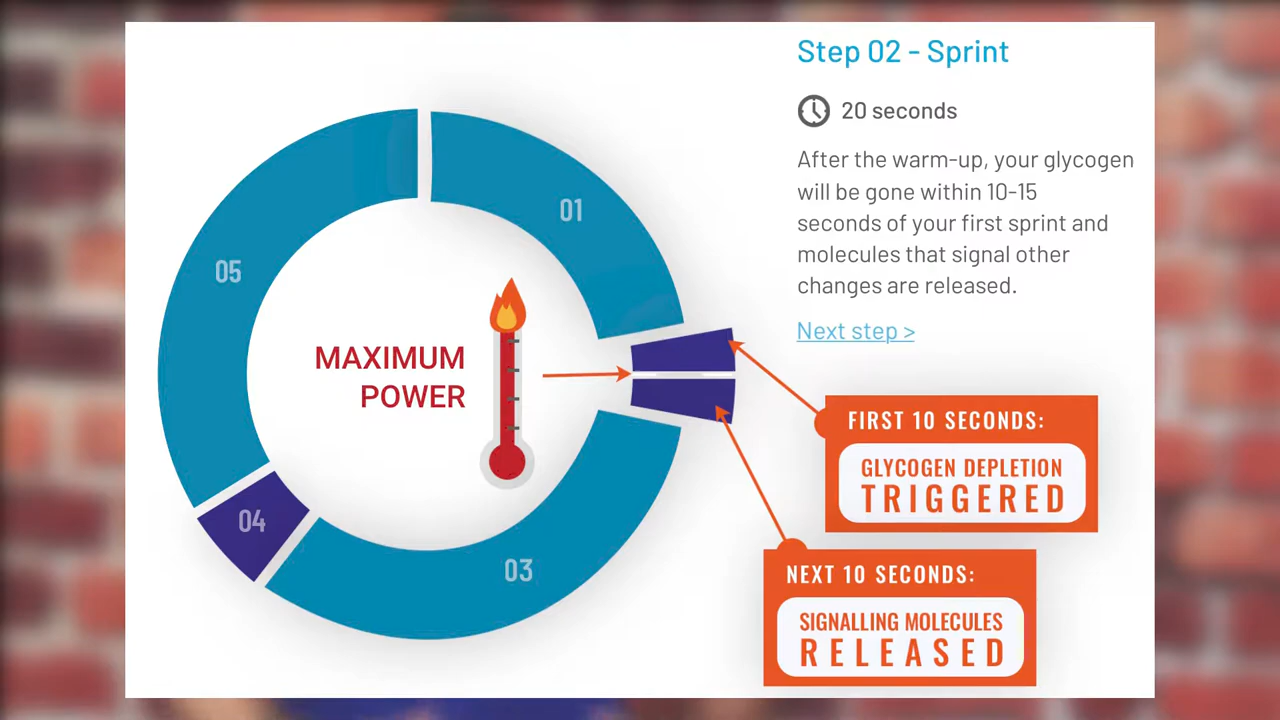 Step 02 - Sprint
20 seconds
After the warm-up, your glycogen
will be gone within 10-15
seconds of your first sprint and
molecules that signal other
changes are released.
Next step >
01
05
MAXIMUM
POWER
04
03
FIRST 10 SECONDS:
GLYCOGEN DEPLETION
TRIGGERED
NEXT 10 SECONDS:
SIGNALLING MOLECULES
RELEASED